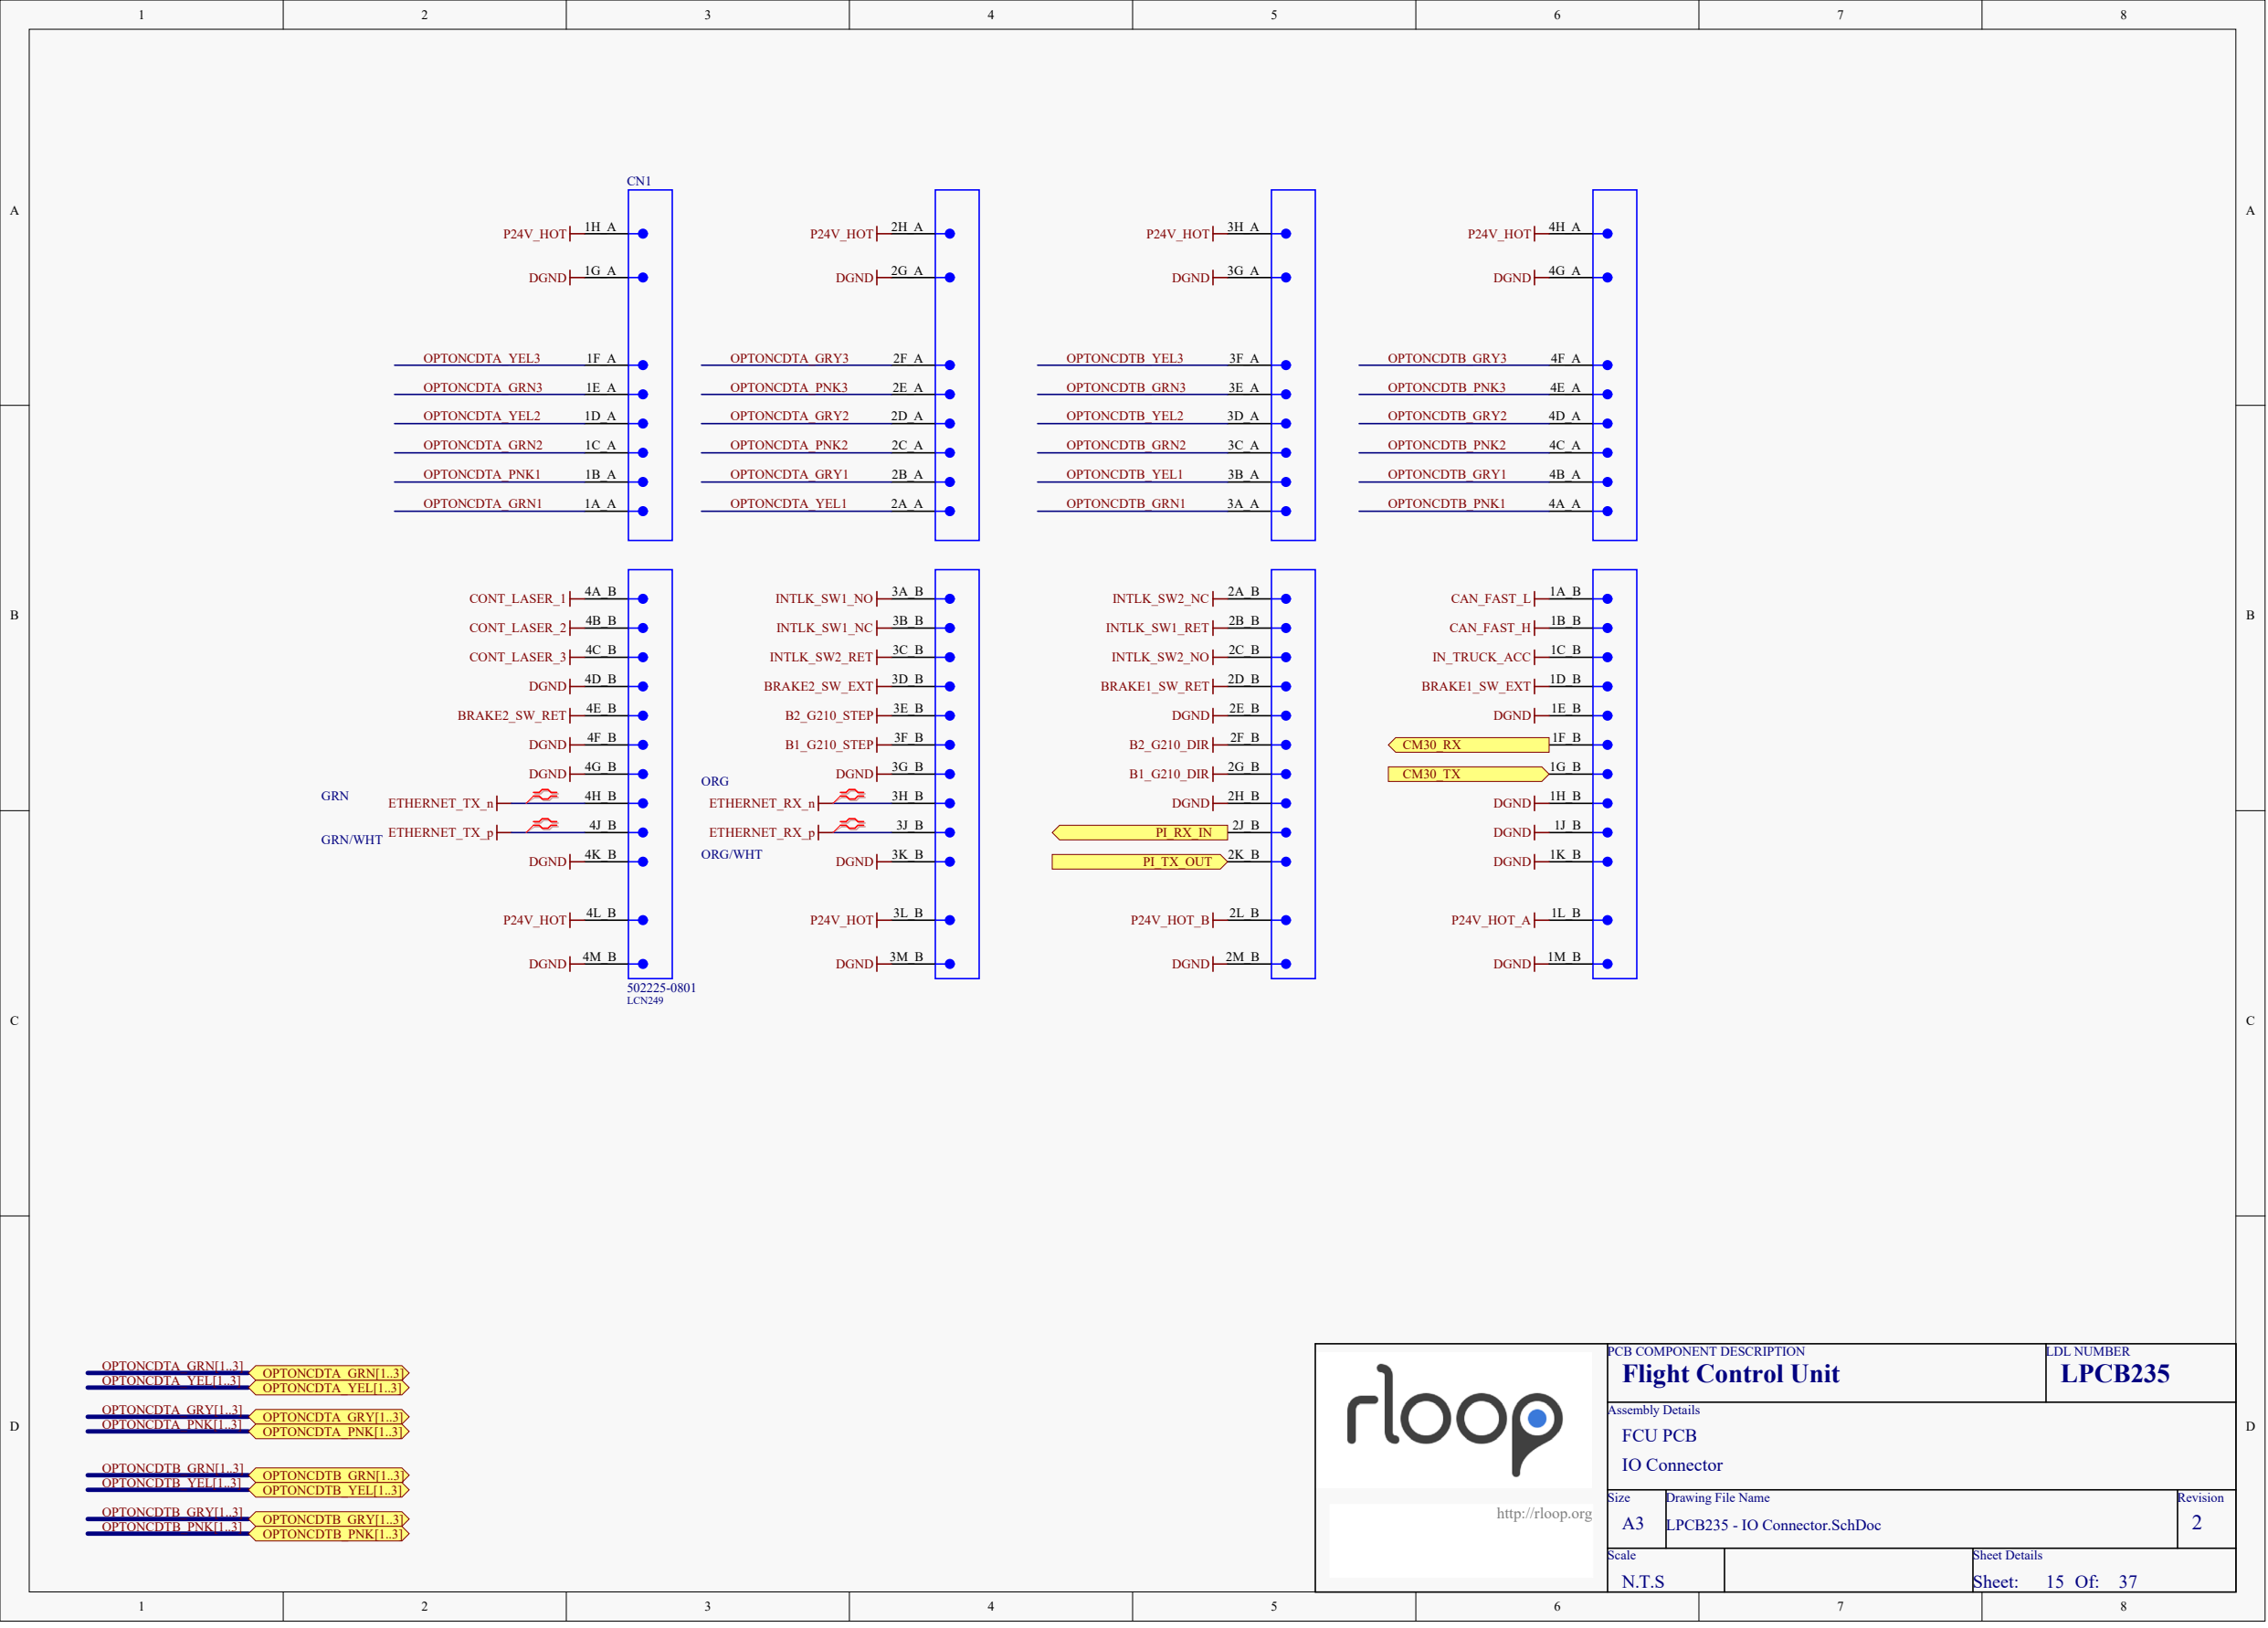 1 2 3 4 5 6 7 8
A A
CN1
P24V_HOT 1H_A P24V_HOT 2H_A P24V_HOT 3H_A P24V_HOT 4H_A
DGND 1G_A DGND 2G_A DGND 3G_A DGND 4G_A
OPTONCDTA_YEL3 1F_A OPTONCDTA_GRY3 2F_A OPTONCDTB_YEL3 3F_A OPTONCDTB_GRY3 4F_A
OPTONCDTA_GRN3 1E_A OPTONCDTA_PNK3 2E_A OPTONCDTB_GRN3 3E_A OPTONCDTB_PNK3 4E_A
OPTONCDTA_YEL2 1D_A OPTONCDTA_GRY2 2D_A OPTONCDTB_YEL2 3D_A OPTONCDTB_GRY2 4D_A
OPTONCDTA_GRN2 1C_A OPTONCDTA_PNK2 2C_A OPTONCDTB_GRN2 3C_A OPTONCDTB_PNK2 4C_A
OPTONCDTA_PNK1 1B_A OPTONCDTA_GRY1 2B_A OPTONCDTB_YEL1 3B_A OPTONCDTB_GRY1 4B_A
OPTONCDTA_GRN1 1A_A OPTONCDTA_YEL1 2A_A OPTONCDTB_GRN1 3A_A OPTONCDTB_PNK1 4A_A
CONT_LASER_1 4A_B INTLK_SW1_NO 3A_B INTLK_SW2_NC 2A_B CAN_FAST_L 1A_B
B B
CONT_LASER_2 4B_B INTLK_SW1_NC 3B_B INTLK_SW1_RET 2B_B CAN_FAST_H 1B_B
CONT_LASER_3 4C_B INTLK_SW2_RET 3C_B INTLK_SW2_NO 2C_B IN_TRUCK_ACC 1C_B
DGND 4D_B BRAKE2_SW_EXT 3D_B BRAKE1_SW_RET 2D_B BRAKE1_SW_EXT 1D_B
BRAKE2_SW_RET 4E_B B2_G210_STEP 3E_B DGND 2E_B DGND 1E_B
DGND 4F_B B1_G210_STEP 3F_B B2_G210_DIR 2F_B CM30_RX 1F_B
DGND 4G_B DGND 3G_B B1_G210_DIR 2G_B CM30_TX 1G_B
GRN ORG
ETHERNET_TX_n 4H_B ETHERNET_RX_n 3H_B DGND 2H_B DGND 1H_B
ETHERNET_TX_p 4J_B ETHERNET_RX_p 3J_B PI_RX_IN 2J_B DGND 1J_B
GRN/WHT ORG/WHT
DGND 4K_B DGND 3K_B PI_TX_OUT 2K_B DGND 1K_B
P24V_HOT 4L_B P24V_HOT 3L_B P24V_HOT_B 2L_B P24V_HOT_A 1L_B
DGND 4M_B DGND 3M_B DGND 2M_B DGND 1M_B
502225-0801
LCN249
C C
OPTONCDTA_GRN[1..3] OPTONCDTA_GRN[1..3]
OPTONCDTA_YEL[1..3] OPTONCDTA_YEL[1..3]
OPTONCDTA_GRY[1..3] OPTONCDTA_GRY[1..3]
OPTONCDTA_PNK[1..3] OPTONCDTA_PNK[1..3]
OPTONCDTB_GRN[1..3] OPTONCDTB_GRN[1..3]
OPTONCDTB_YEL[1..3] OPTONCDTB_YEL[1..3]
OPTONCDTB_GRY[1..3] OPTONCDTB_GRY[1..3]
OPTONCDTB_PNK[1..3] OPTONCDTB_PNK[1..3]
D D
rloop
http://rloop.org
PCB COMPONENT DESCRIPTION LDL NUMBER
Flight Control Unit LPCB235
Assembly Details
FCU PCB
IO Connector
Size Drawing File Name Revision
A3 LPCB235 - IO Connector.SchDoc 2
Scale Sheet Details
N.T.S Sheet: 15 Of: 37
1 2 3 4 5 6 7 8